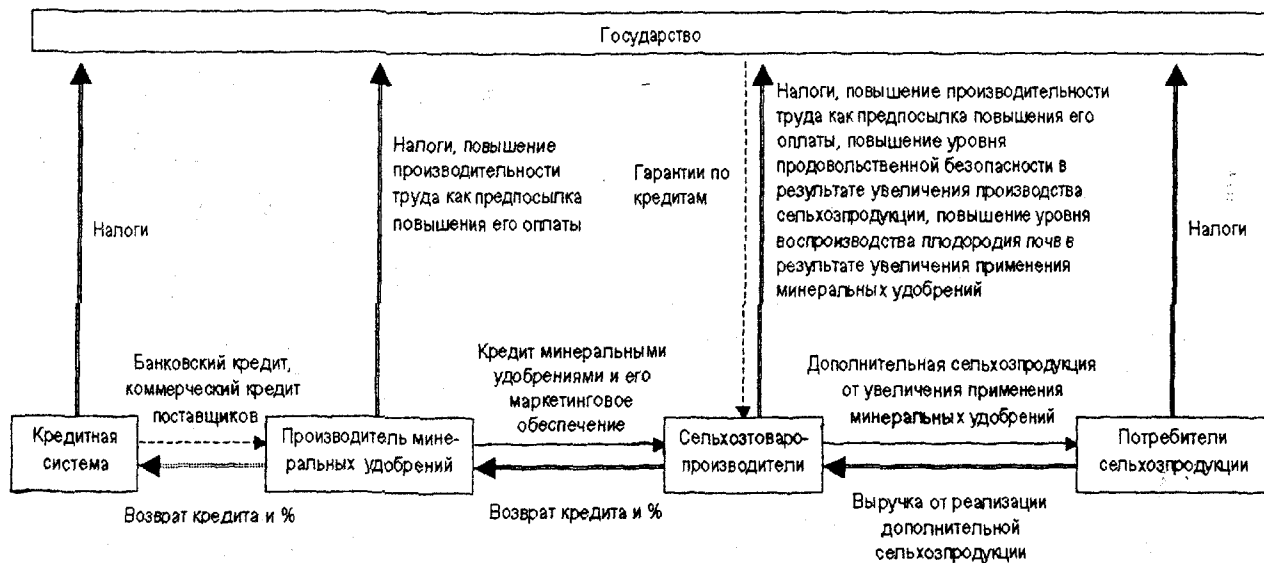 Государство
Налоги
Налоги, повышение
производительности
труда как предпосылка
повышения его оплаты
Гарантии по
кредитам
Налоги, повышение производительности
труда как предпосылка повышения его
оплаты, повышение уровня
продовольственной безопасности в
результате увеличения производства
сельхозпродукции, повышение уровня
воспроизводства плодородия почв в
результате увеличения применения
минеральных удобрений
Налоги
Банковский кредит,
коммерческий кредит
поставщиков
Кредит минеральными
удобрениями и его
маркетинговое
обеспечение
Дополнительная сельхозпродукция
от увеличения применения
минеральных удобрений
Кредитная
система
Производитель мине-
ральных удобрений
Сельхозтоваро-
производители
Потребители
сельхозпродукции
Возврат кредита и %
Возврат кредита и %
Выручка от реализации
дополнительной
сельхозпродукции